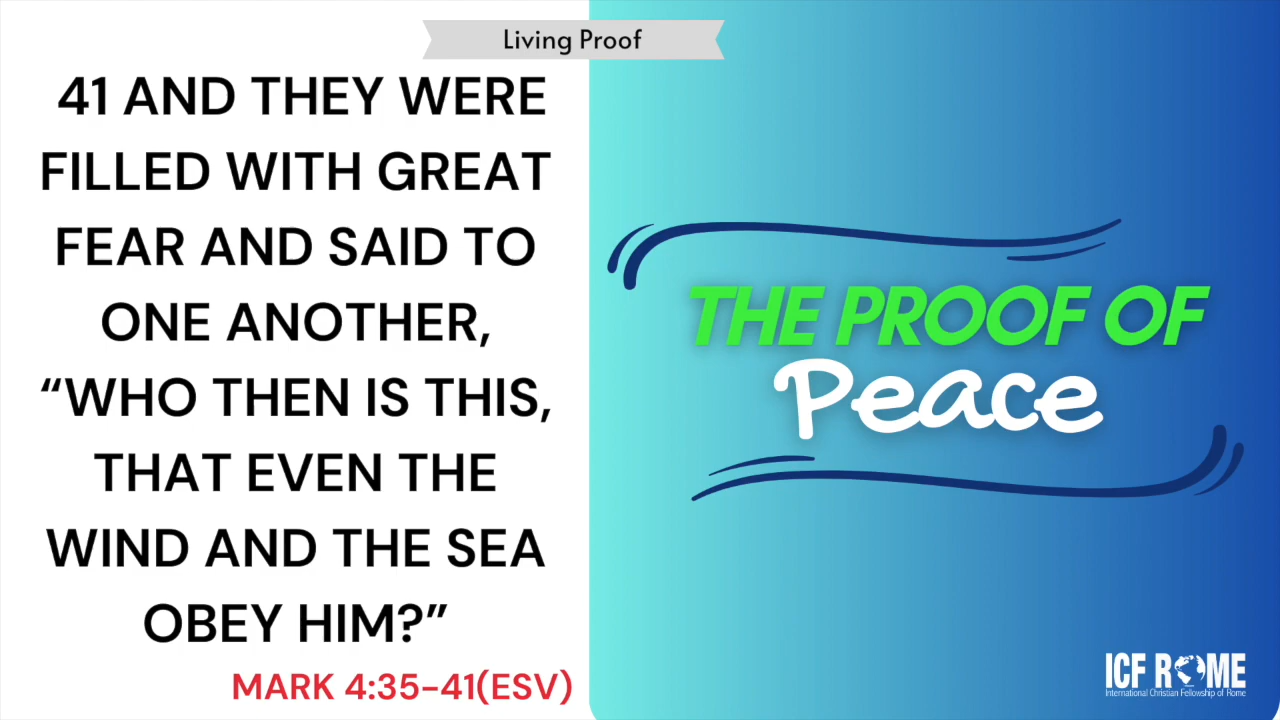 Living Proof
41 AND THEY WERE
FILLED WITH GREAT
FEAR AND SAID TO
ONE ANOTHER,
“WHO THEN IS THIS,
THAT EVEN THE
WIND AND THE SEA
OBEY HIM?”
MARK 4:35-41(ESV)
THE PROOF OF
Peace
ICF ROME
International Christian Fellowship of Rome